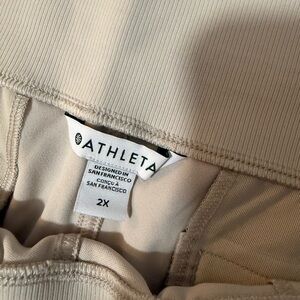 ATHLETA
DESIGNED IN
SAN FRANCISCO
CONÇU À
SAN FRANCISCO
2X